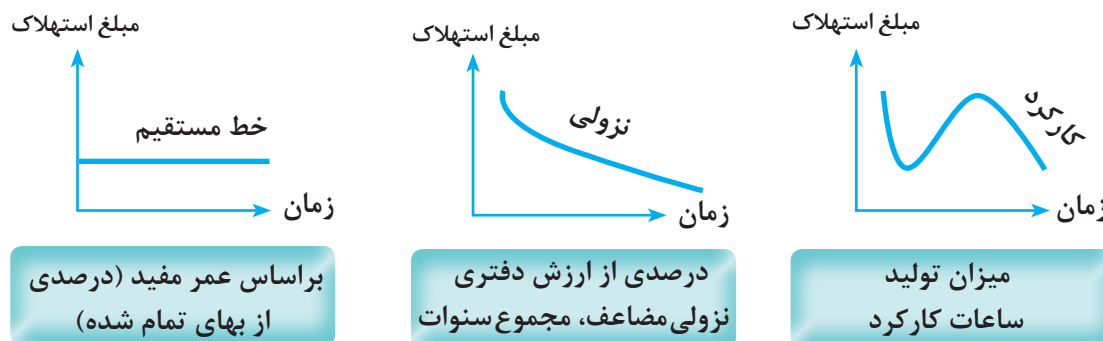 مبلغ استهلاک
کارکرد
زمان
میزان تولید
ساعات کارکرد
مبلغ استهلاک
نزولی
زمان
درصدی از ارزش دفتری
نزولی مضاعف، مجموع سنوات
مبلغ استهلاک
خط مستقیم
زمان
براساس عمر مفید (درصدی
از بهای تمام شده)